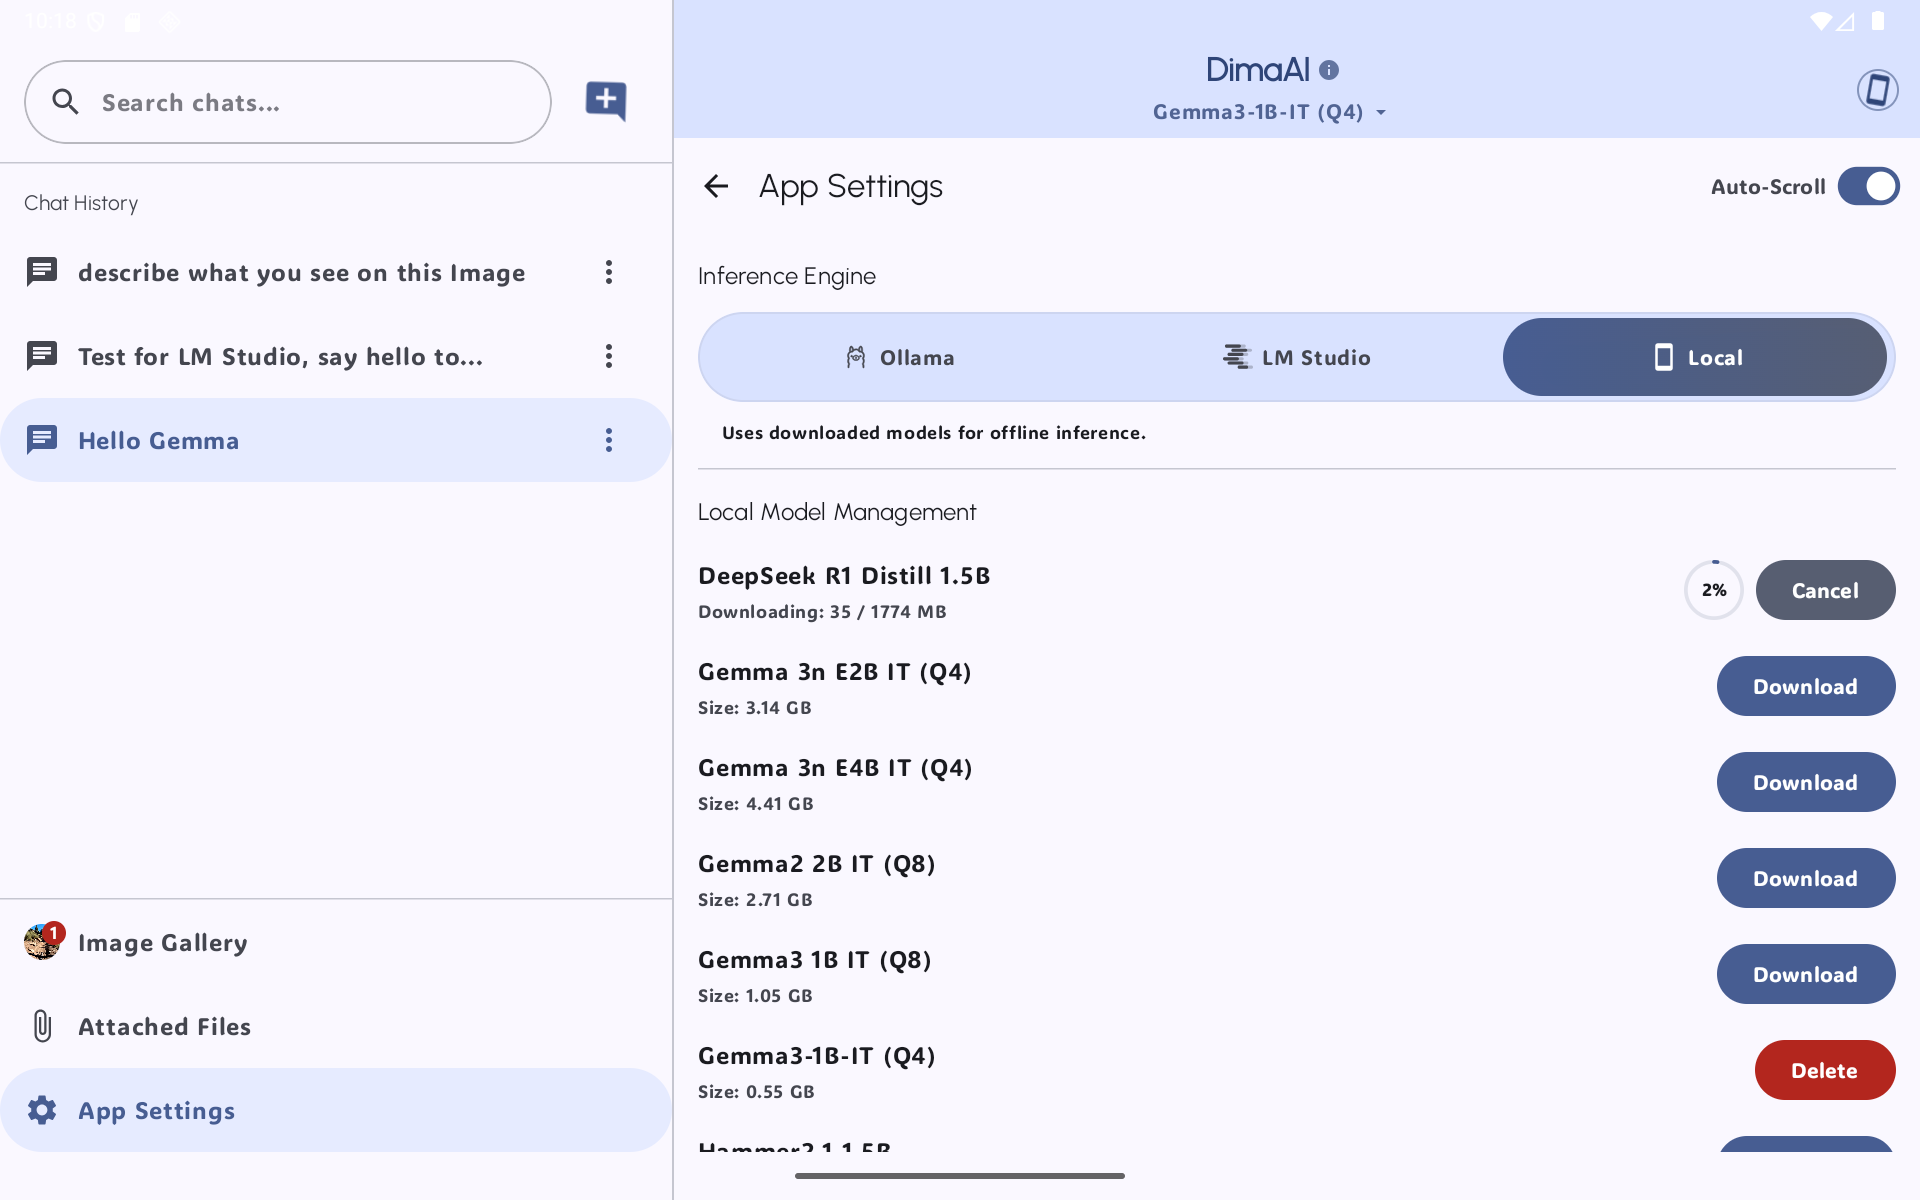 10:18
Search chats...
Chat History
describe what you see on this Image
Test for LM Studio, say hello to...
Hello Gemma
1
Image Gallery
Attached Files
App Settings
DimaAI
Gemma3-1B-IT (Q4)
App Settings
Auto-Scroll
Inference Engine
Ollama
LM Studio
Local
Uses downloaded models for offline inference.
Local Model Management
DeepSeek R1 Distill 1.5B
Downloading: 35 / 1774 MB
2%
Cancel
Gemma 3n E2B IT (Q4)
Size: 3.14 GB
Download
Gemma 3n E4B IT (Q4)
Size: 4.41 GB
Download
Gemma2 2B IT (Q8)
Size: 2.71 GB
Download
Gemma3 1B IT (Q8)
Size: 1.05 GB
Download
Gemma3-1B-IT (Q4)
Size: 0.55 GB
Delete
Hammer2.1 1.5B